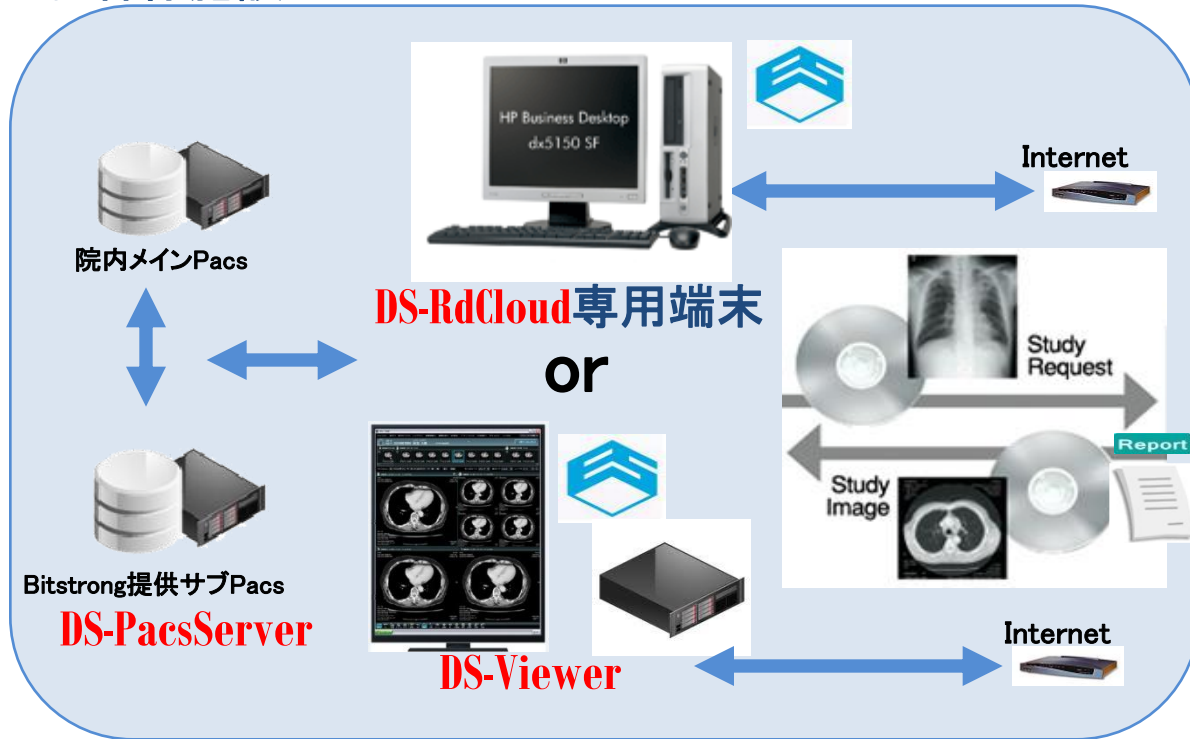 HP Business Desktop
dx5150 SF
Internet
院内メインPacs
DS-RdCloud専用端末
or
Study
Request
Report
Study
Image
Bitstrong提供サブPacs
DS-PacsServer
DS-Viewer
Internet